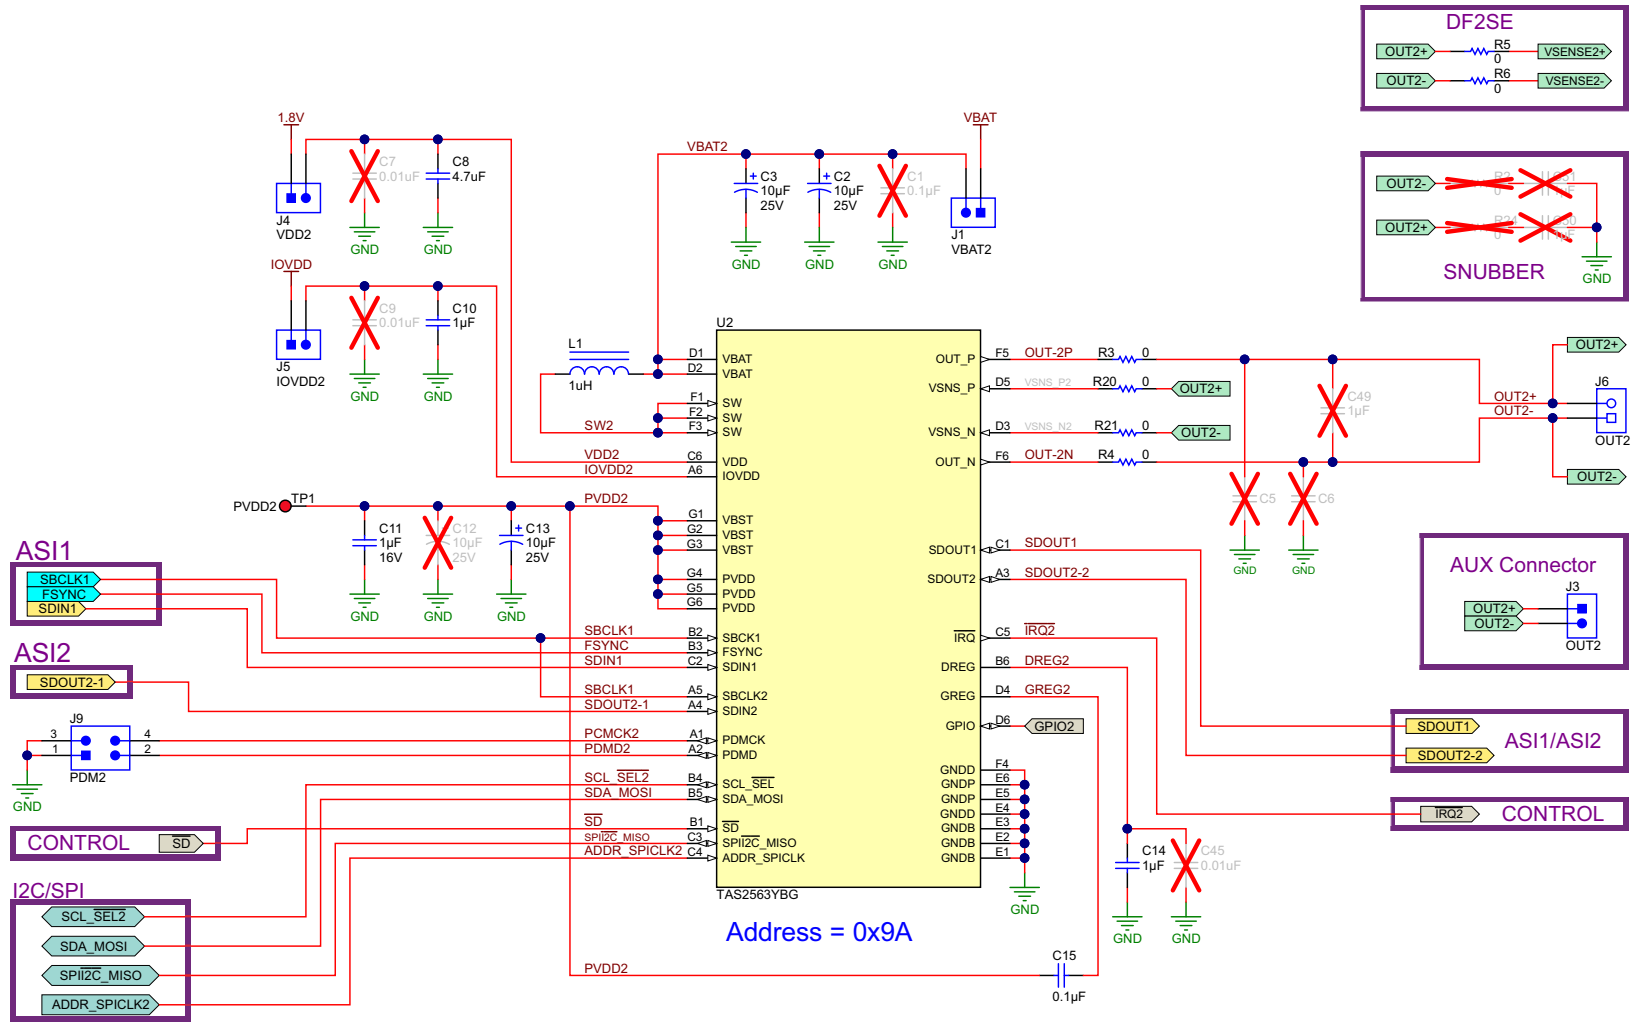 DF2SE
OUT2+ R5 VSENSE2+
0
OUT2- R6 VSENSE2-
0
1.8V
C7
0.01uF
C8
4.7uF
J4
VDD2
GND GND
VBAT2
C3
10µF
25V
C2
10µF
25V
C1
0.1µF
GND GND GND
VBAT
J1
VBAT2
OUT2-
0
OUT2+
0
GND
SNUBBER
IOVDD
C9
0.01uF
C10
1µF
J5
IOVDD2
GND GND
L1
1uH
SW2
VDD2
IOVDD2
PVDD2 TP1 PVDD2
C11
1µF
16V
C12
10µF
25V
C13
10µF
25V
GND GND GND
U2
D1 VBAT
D2 VBAT
F1 SW
F2 SW
F3 SW
C6 VDD
A6 IOVDD
G1 VBST
G2 VBST
G3 VBST
G4 PVDD
G5 PVDD
G6 PVDD
B2 SBCK1
B3 FSYNC
C2 SDIN1
A5 SBCLK2
A4 SDIN2
A1 PDMCK
A2 PDMD
B4 SCL_SEL
B5 SDA_MOSI
B1 SD
C3 SPII2C_MISO
C4 ADDR_SPICLK
OUT_P F5 OUT-2P R3 0
VSNS_P D5 VSNS_P2 R20 0 OUT2+
VSNS_N D3 VSNS_N2 R21 0 OUT2-
OUT_N F6 OUT-2N R4 0
SDOUT1 C1 SDOUT1
SDOUT2 A3 SDOUT2-2
IRQ C5 IRQ2
DREG B6 DREG2
GREG D4 GREG2
GPIO D6 GPIO2
GNDD F4
GNDP E6
GNDP E5
GNDD E4
GNDB E3
GNDB E2
GNDB E1
GND
TAS2563YBG
Address = 0x9A
C49
1µF
C5
C6
GND GND
OUT2+
OUT2-
OUT2+
J6
OUT2
OUT2-
AUX Connector
J3
OUT2+
OUT2-
OUT2
SDOUT1
SDOUT2-2
ASI1/ASI2
IRQ2 CONTROL
C14
1µF
C45
0.01uF
GND GND
PVDD2
C15
0.1µF
ASI1
SBCLK1
FSYNC
SDIN1
SBCLK1
FSYNC
SDIN1
ASI2
SDOUT2-1
SBCLK1
SDOUT2-1
J9
3 4
1 2
PDM2
GND
PCMCK2
PDMD2
SCL_SEL2
SDA_MOSI
SD
SPII2C_MISO
ADDR_SPICLK2
CONTROL SD
I2C/SPI
SCL_SEL2
SDA_MOSI
SPII2C_MISO
ADDR_SPICLK2